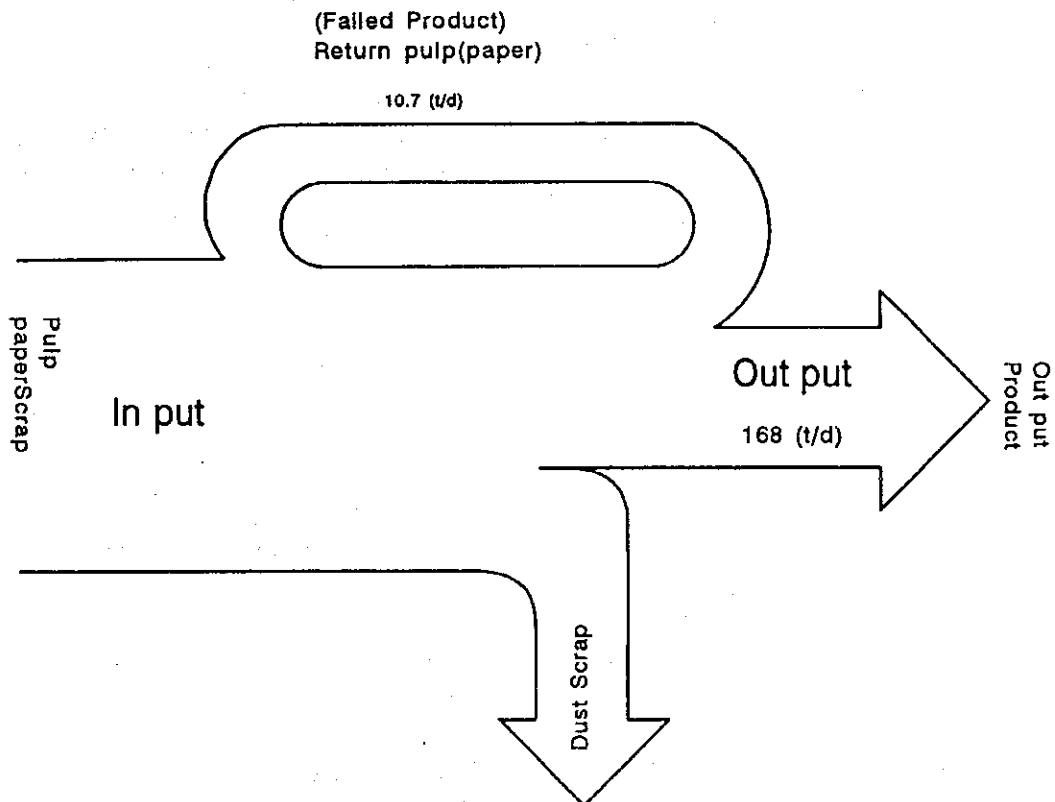 (Failed Product)
Return pulp(paper)
10.7 (t/d)
Pulp
paperScrap
In put
Out put
168 (t/d)
Out put
Product
Dust Scrap